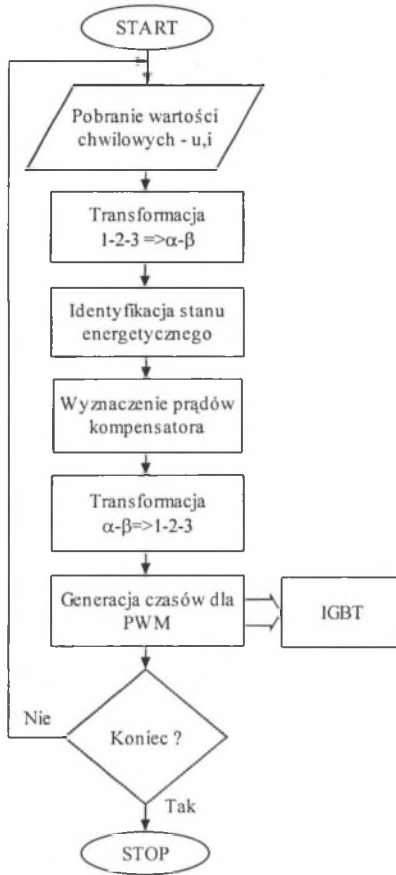 START
Pobranie wartości
chwilowych - u,i
Transformacja
1-2-3 =>α-β
Identyfikacja stanu
energetycznego
Wyznaczenie prądów
kompensatora
Transformacja
α-β=>1-2-3
Generacja czasów dla
PWM
IGBT
Nie
Koniec ?
Tak
STOP